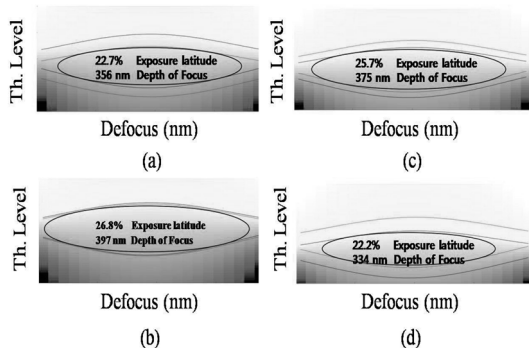 Th. Level
22.7% Exposure latitude
356 nm Depth of Focus
Defocus (nm)
(a)
Th. Level
25.7% Exposure latitude
375 nm Depth of Focus
Defocus (nm)
(c)
Th. Level
26.8% Exposure latitude
397 nm Depth of Focus
Defocus (nm)
(b)
Th. Level
22.2% Exposure latitude
334 nm Depth of Focus
Defocus (nm)
(d)